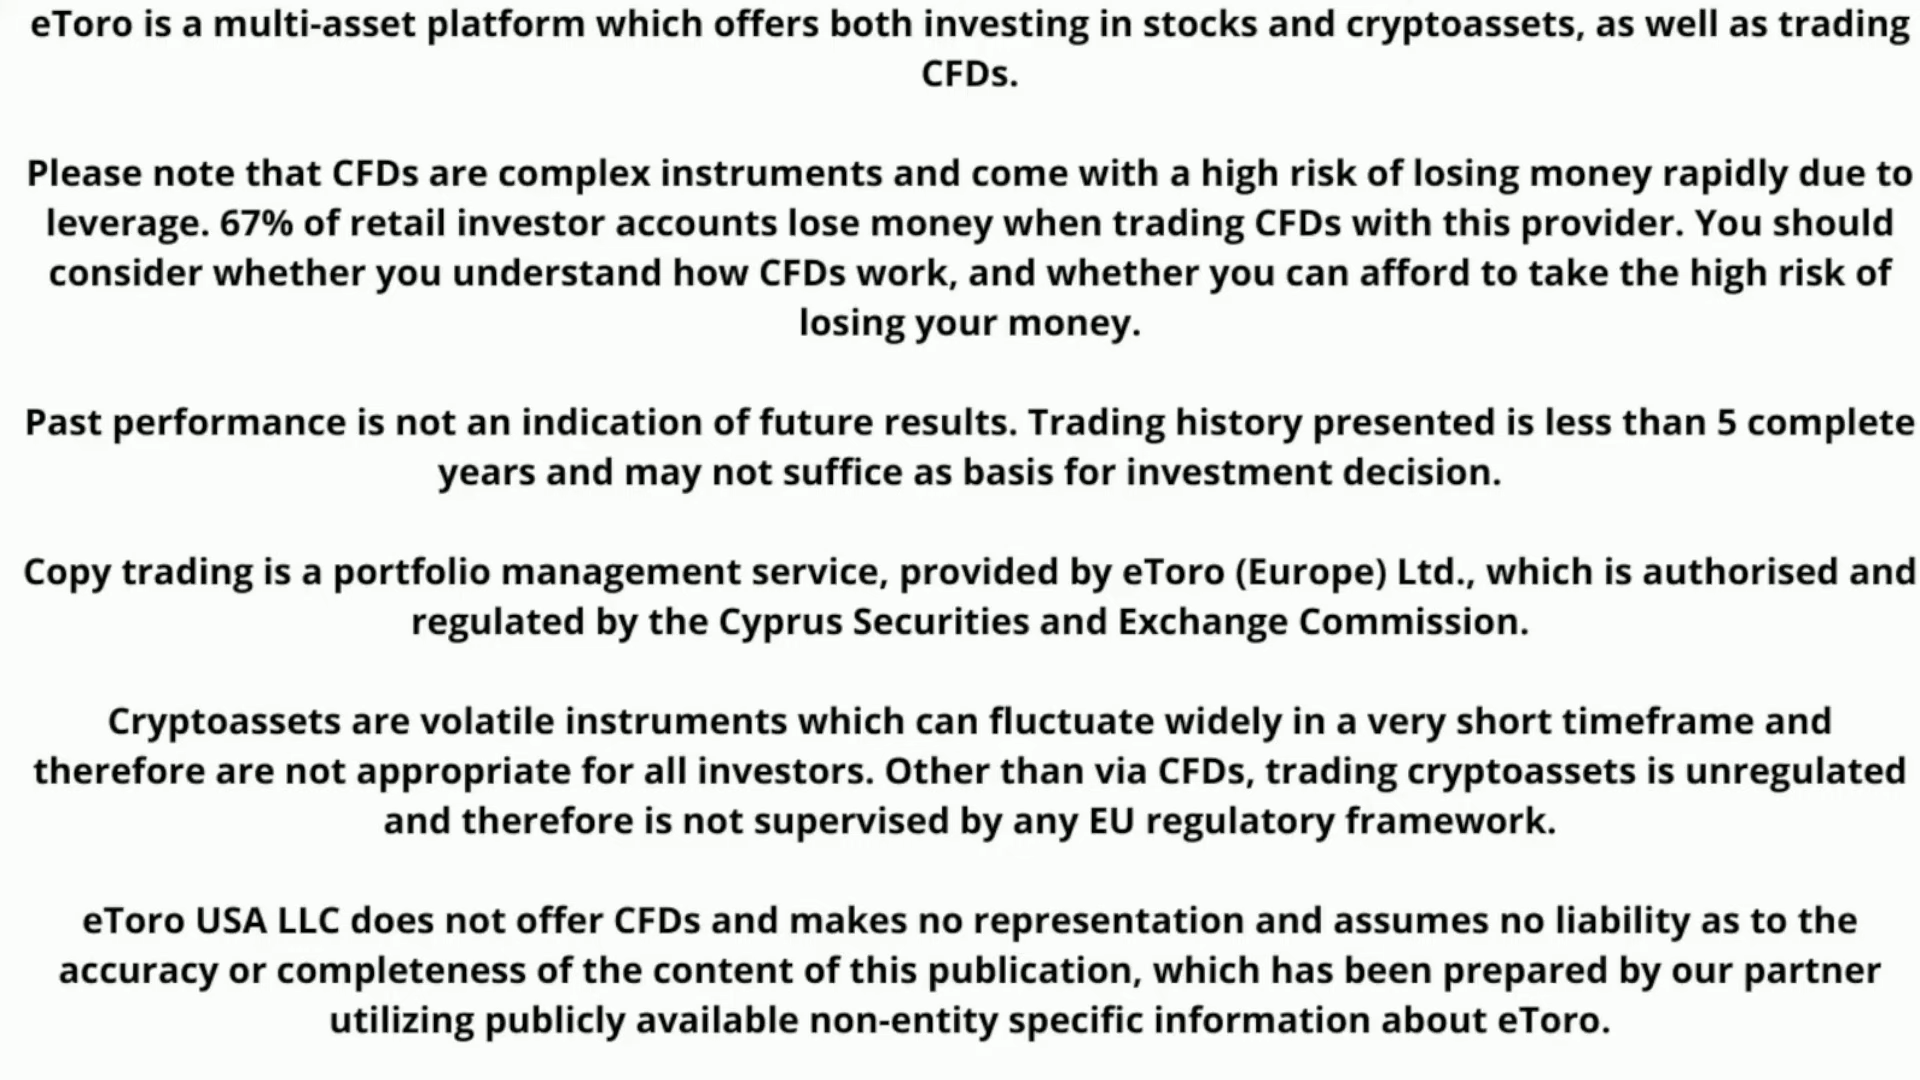 eToro is a multi-asset platform which offers both investing in stocks and cryptoassets, as well as trading
CFDs.
Please note that CFDs are complex instruments and come with a high risk of losing money rapidly due to
leverage. 67% of retail investor accounts lose money when trading CFDs with this provider. You should
consider whether you understand how CFDs work, and whether you can afford to take the high risk of
losing your money.
Past performance is not an indication of future results. Trading history presented is less than 5 complete
years and may not suffice as basis for investment decision.
Copy trading is a portfolio management service, provided by eToro (Europe) Ltd., which is authorised and
regulated by the Cyprus Securities and Exchange Commission.
Cryptoassets are volatile instruments which can fluctuate widely in a very short timeframe and
therefore are not appropriate for all investors. Other than via CFDs, trading cryptoassets is unregulated
and therefore is not supervised by any EU regulatory framework.
eToro USA LLC does not offer CFDs and makes no representation and assumes no liability as to the
accuracy or completeness of the content of this publication, which has been prepared by our partner
utilizing publicly available non-entity specific information about eToro.